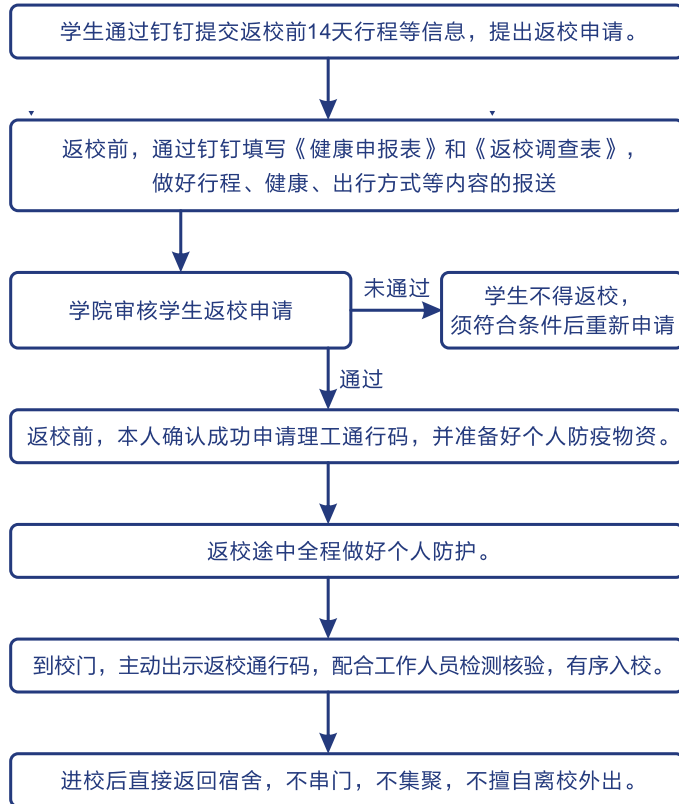 学生通过钉钉提交返校前14天行程等信息，提出返校申请。
返校前，通过钉钉填写《健康申报表》和《返校调查表》，
做好行程、健康、出行方式等内容的报送
学院审核学生返校申请
未通过
学生不得返校，
须符合条件后重新申请
通过
返校前，本人确认成功申请理工通行码，并准备好个人防疫物资。
返校途中全程做好个人防护。
到校门，主动出示返校通行码，配合工作人员检测核验，有序入校。
进校后直接返回宿舍，不串门，不集聚，不擅自离校外出。